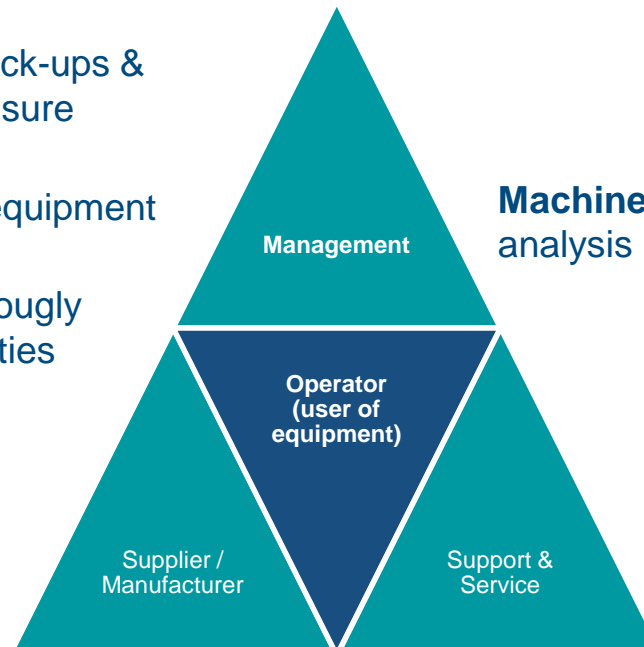 ck-ups &
sure
equipment
ougly
ties
Machine
analysis
Management
Operator
(user of
equipment)
Supplier /
Manufacturer
Support &
Service